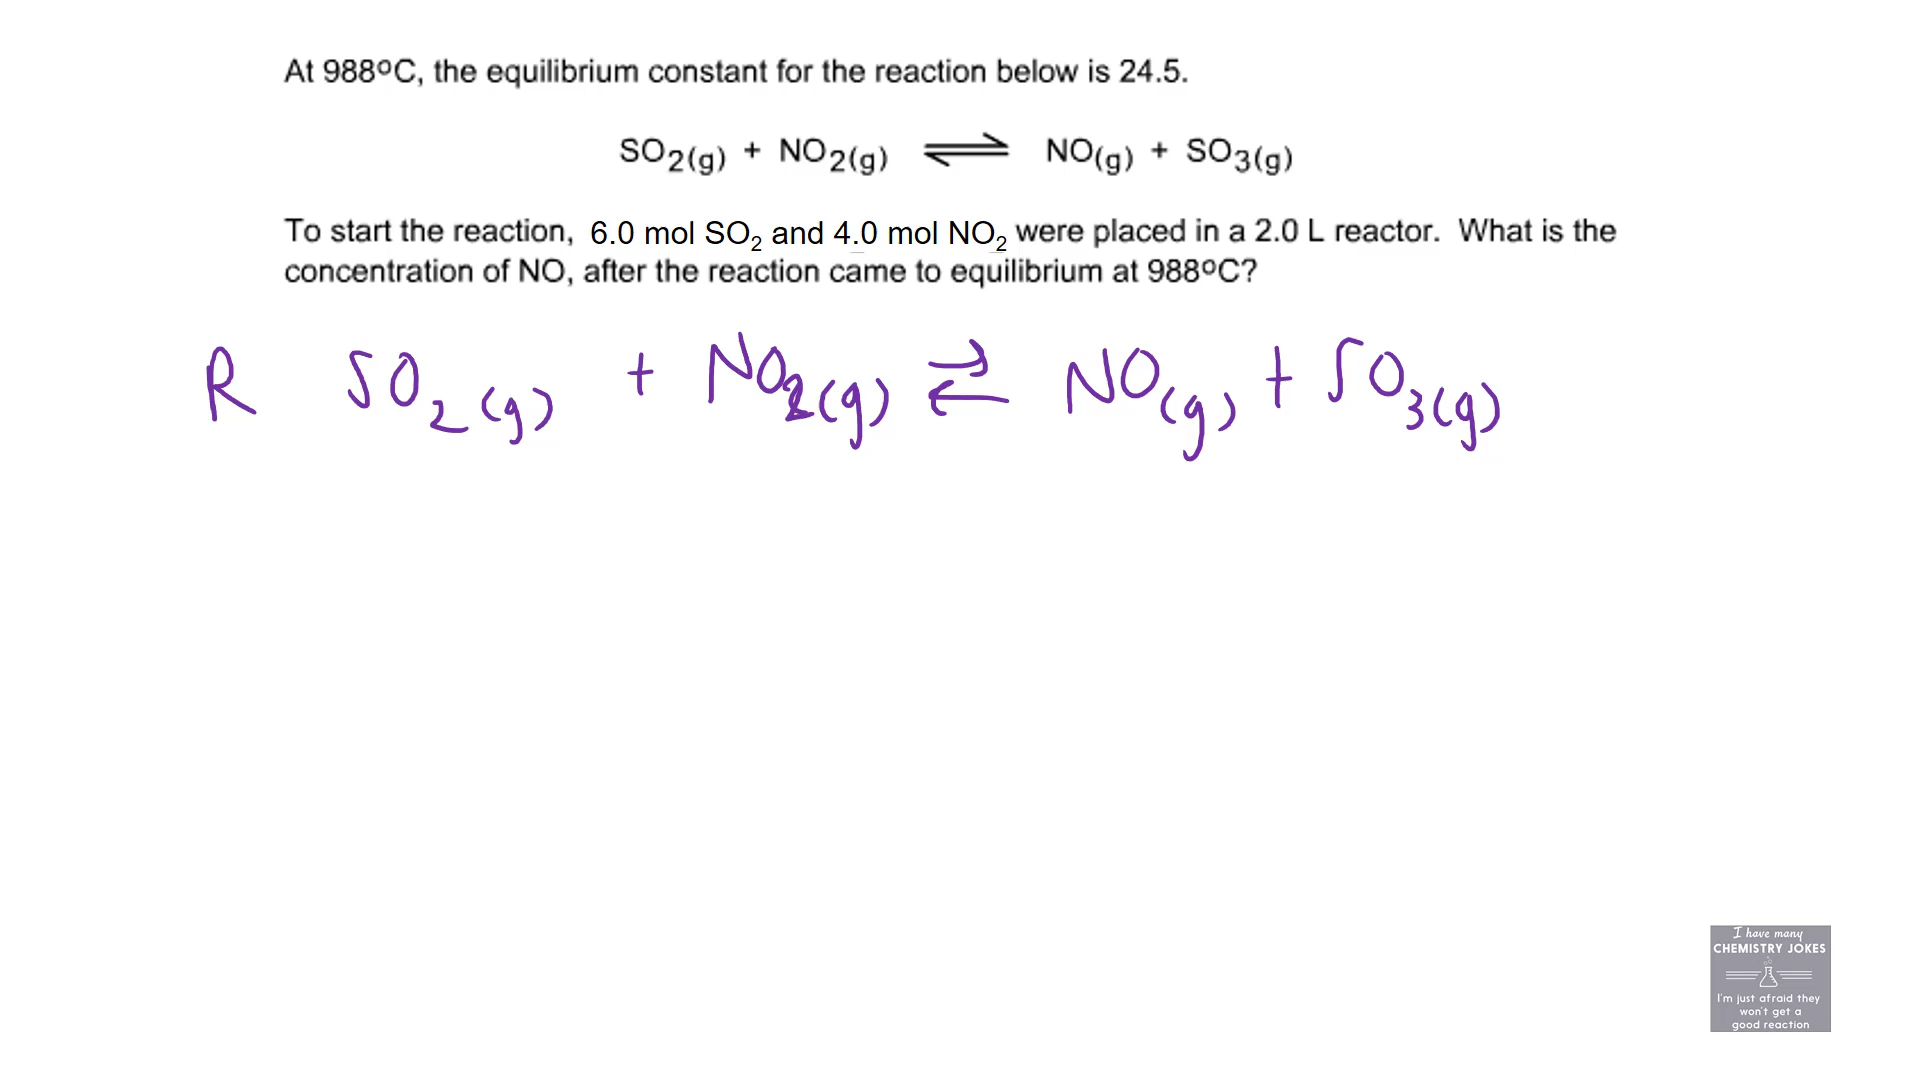 At 988°C, the equilibrium constant for the reaction below is 24.5.
SO₂(g) + NO₂(g) ⇌ NO(g) + SO₃(g)
To start the reaction, 6.0 mol SO₂ and 4.0 mol NO₂ were placed in a 2.0 L reactor. What is the
concentration of NO, after the reaction came to equilibrium at 988°C?
R SO₂(g) + NO₂(g) ⇌ NO(g) + SO₃(g)
I have many
CHEMISTRY JOKES
I'm just afraid they
won't get a
good reaction